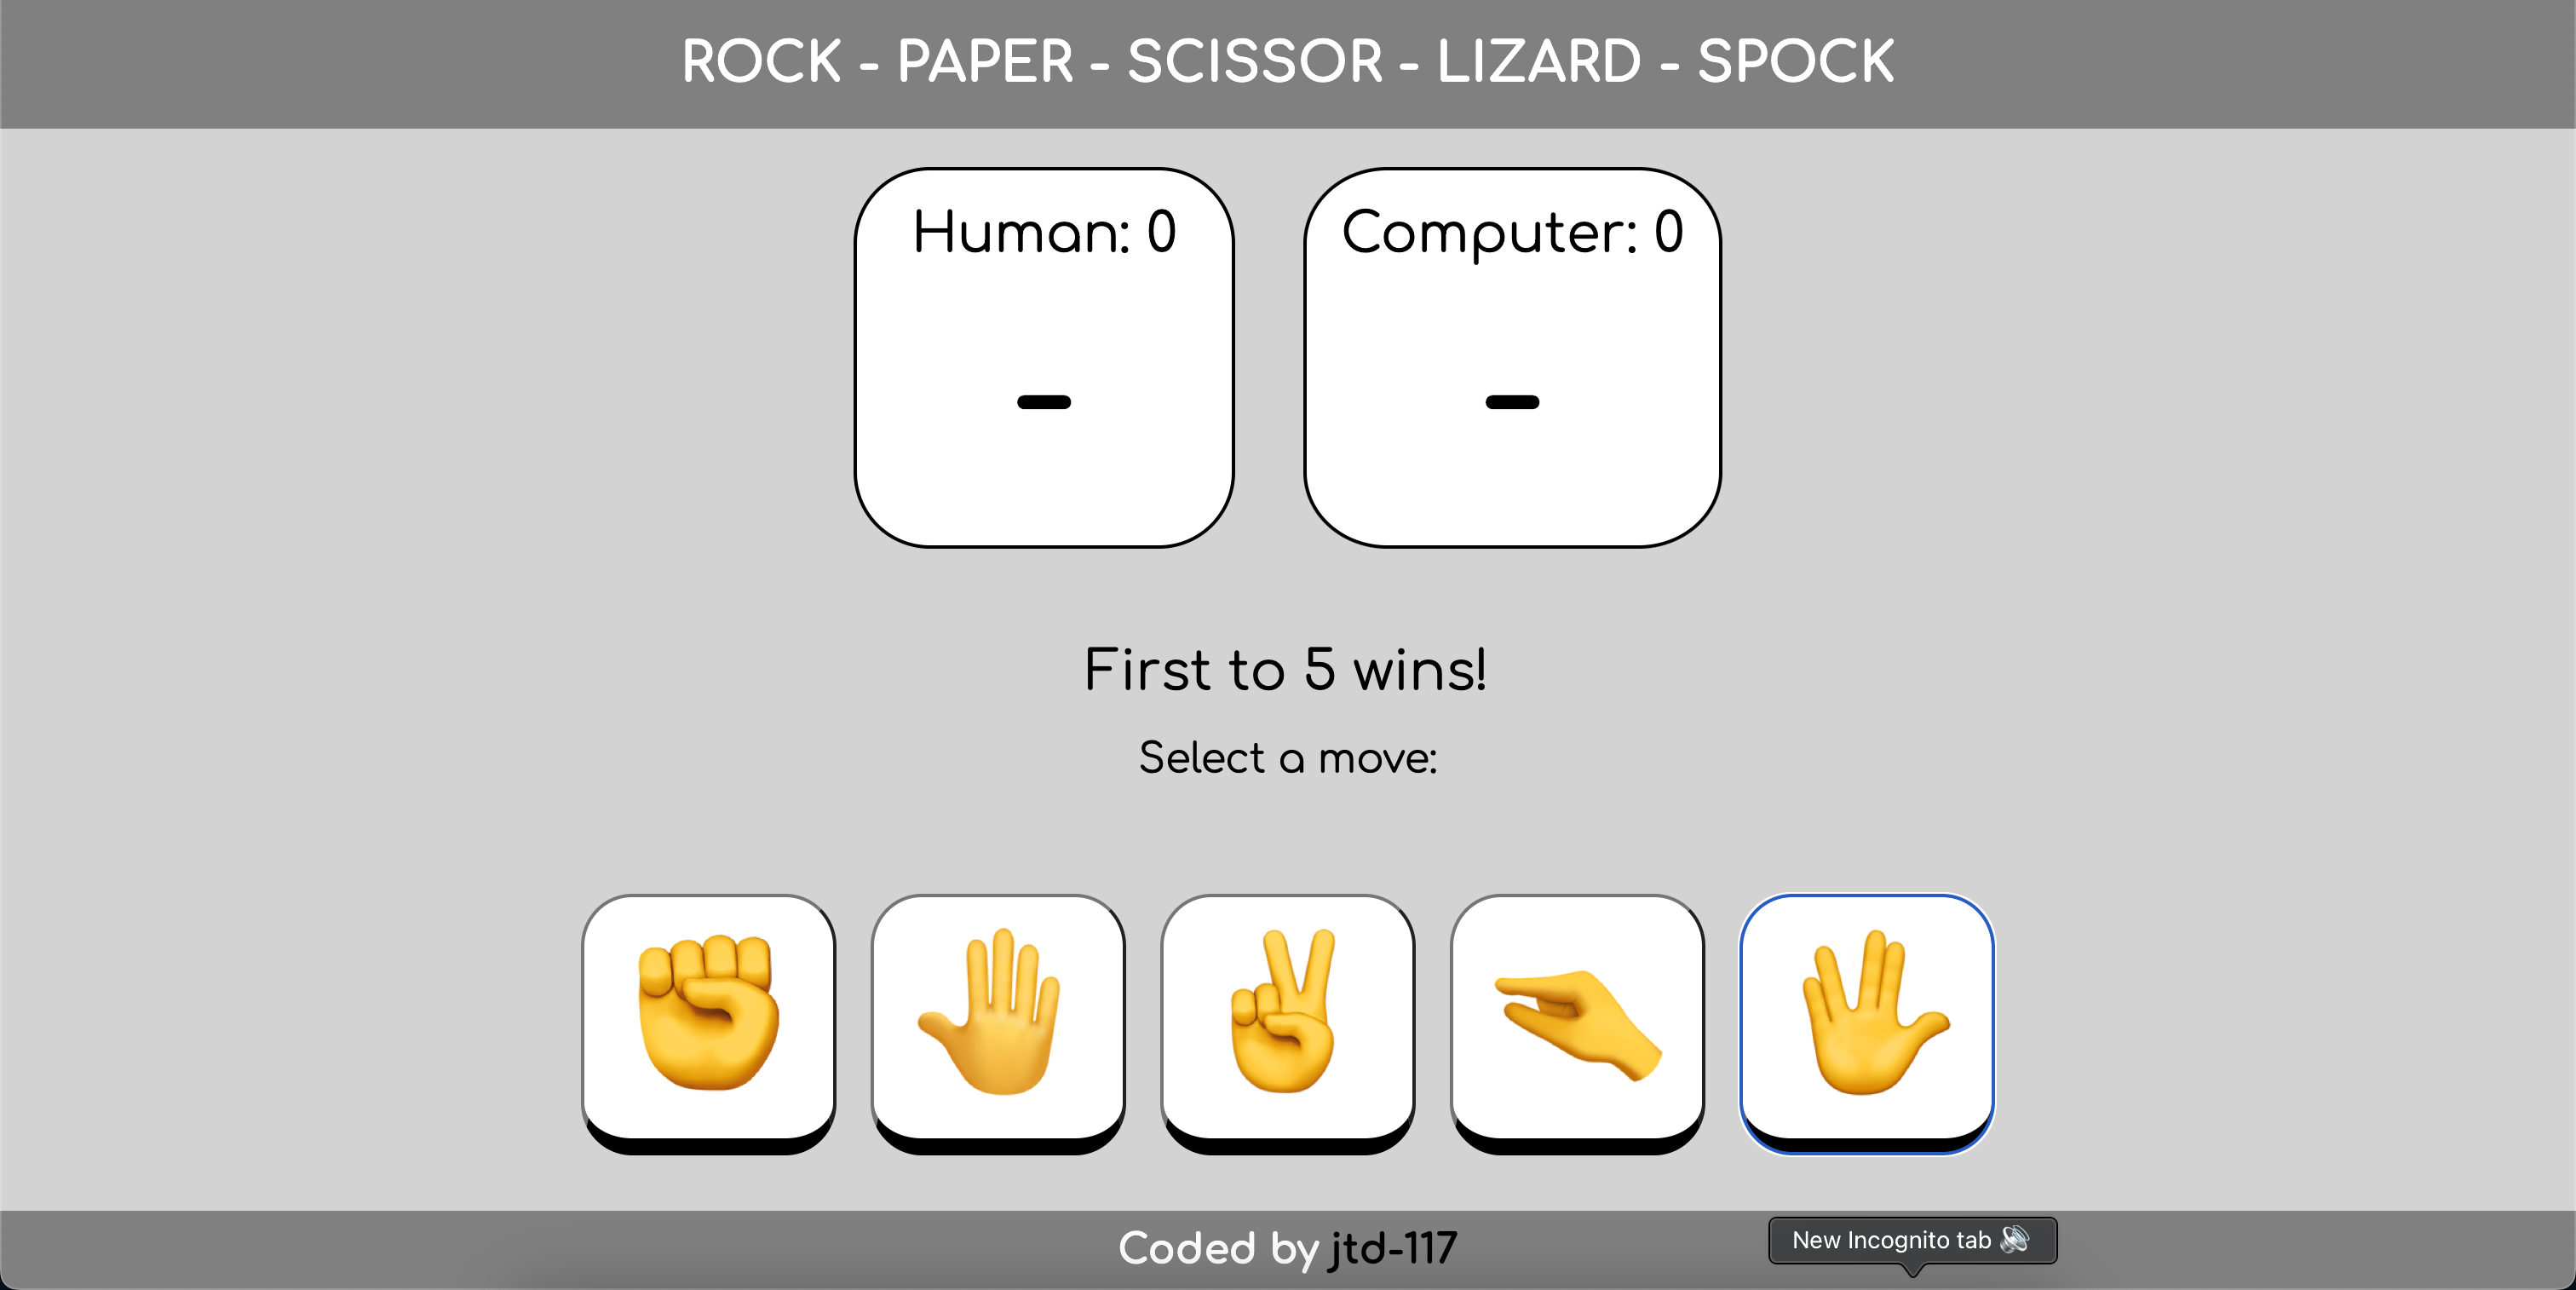 ROCK - PAPER - SCISSOR - LIZARD - SPOCK
Human: 0
Computer: 0
-
-
First to 5 wins!
Select a move:
Coded by jtd-117
New Incognito tab 🔊